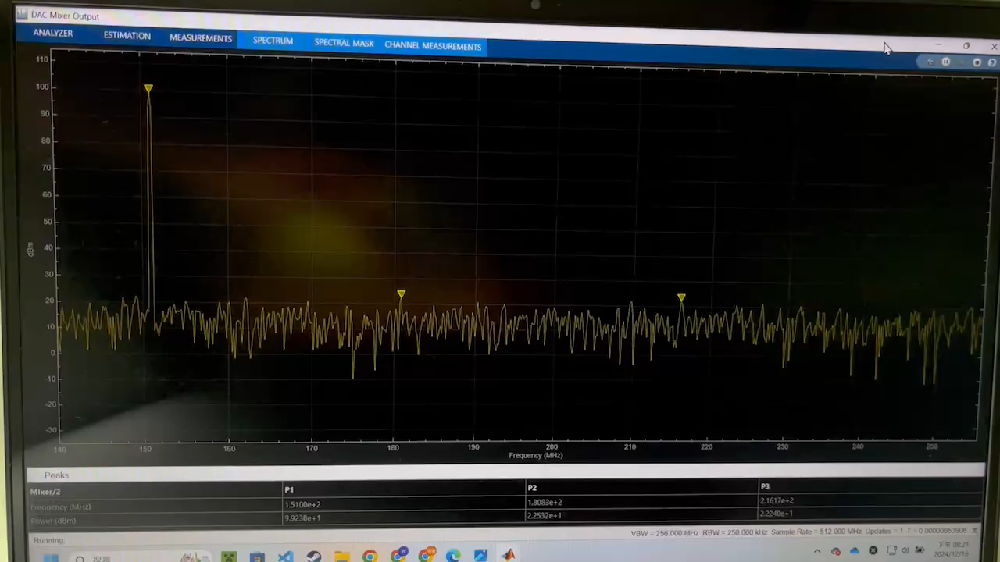 DAC Mixer Output
ANALYZER ESTIMATION MEASUREMENTS SPECTRUM SPECTRAL MASK CHANNEL MEASUREMENTS
110
100
90
80
70
60
50
40
30
20
10
0
-10
-20
-30
dBm
140 150 160 170 180 190 200 210 220 230 240 250
Frequency (MHz)
Peaks
Mixer/2 P1 P2 P3
Frequency (MHz) 1.5100e+2 1.8083e+2 2.1617e+2
Power (dBm) 9.9238e+1 2.2532e+1 2.2240e+1
Running
VBW = 256.000 MHz RBW = 250.000 kHz Sample Rate = 512.000 MHz Updates = 1 T = 0.00000863908
搜尋
下午 08:21
2024/12/16